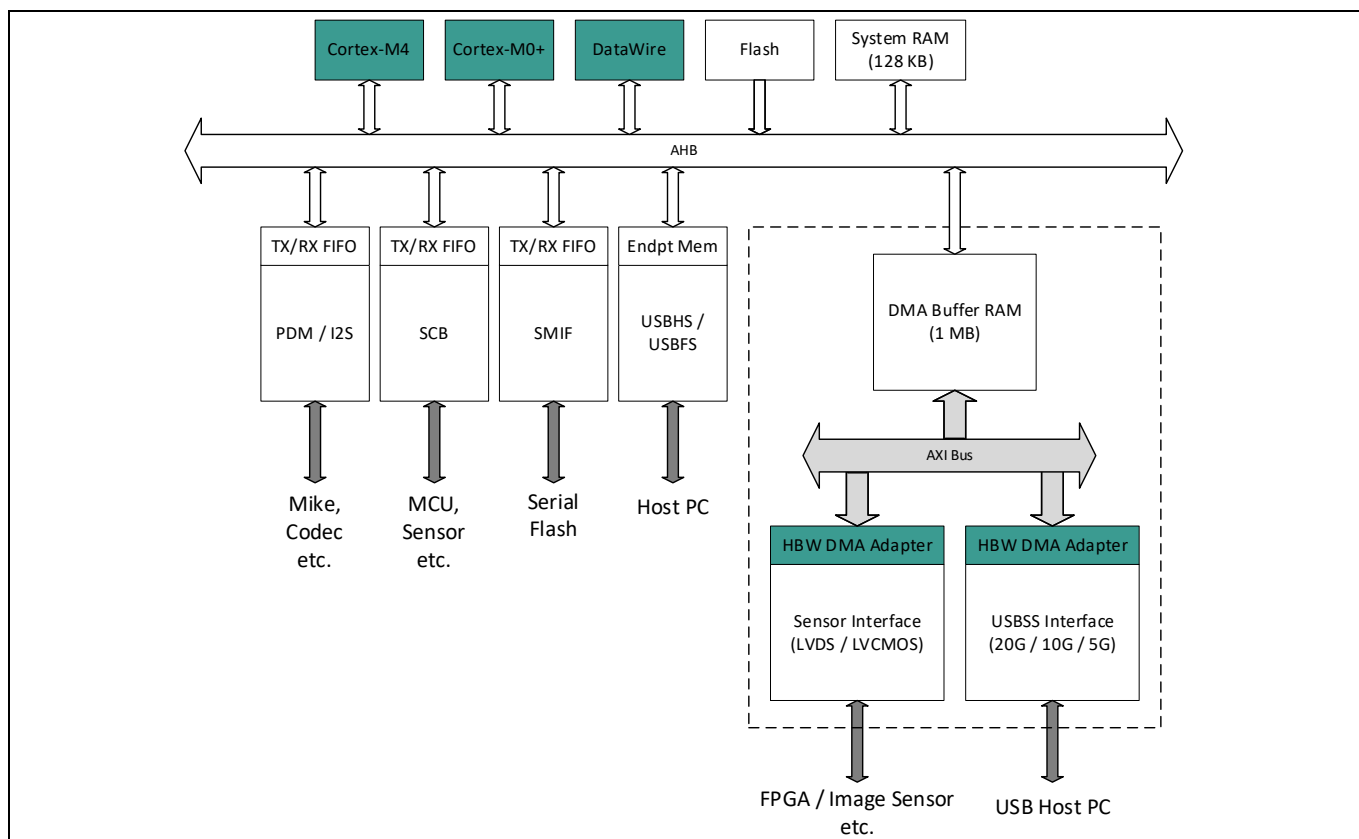 Cortex-M4
Cortex-M0+
DataWire
Flash
System RAM
(128 KB)
AHB
TX/RX FIFO
TX/RX FIFO
TX/RX FIFO
Endpt Mem
PDM / I2S
SCB
SMIF
USBHS /
USBFS
DMA Buffer RAM
(1 MB)
AXI Bus
Mike,
Codec
etc.
MCU,
Sensor
etc.
Serial
Flash
Host PC
HBW DMA Adapter
HBW DMA Adapter
Sensor Interface
(LVDS / LVCMOS)
USBSS Interface
(20G / 10G / 5G)
FPGA / Image Sensor
etc.
USB Host PC